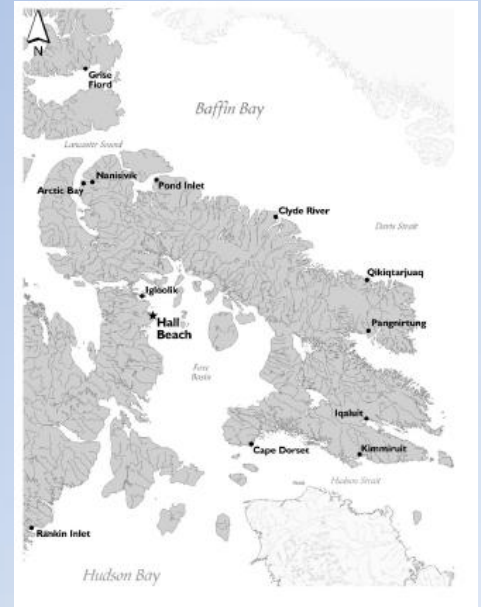 N
Grise
Fiord
Baffin Bay
Lancaster Sound
Nanisivik
Arctic Bay
Pond Inlet
Clyde River
Davis Strait
Qikiqtarjuaq
Igloolik
Hall
Beach
Pangnirtung
Foxe
Basin
Iqaluit
Cape Dorset
Kimmiruit
Hudson Strait
Rankin Inlet
Hudson Bay